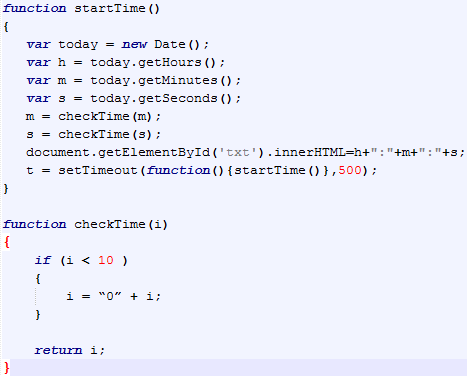 function startTime()
{
var today = new Date();
var h = today.getHours();
var m = today.getMinutes();
var s = today.getSeconds();
m = checkTime(m);
s = checkTime(s);
document.getElementById('txt').innerHTML=h+":"+m+":"+s;
t = setTimeout(function(){startTime()},500);
}
function checkTime(i)
{
if (i < 10 )
{
i = “0” + i;
}
return i;
}